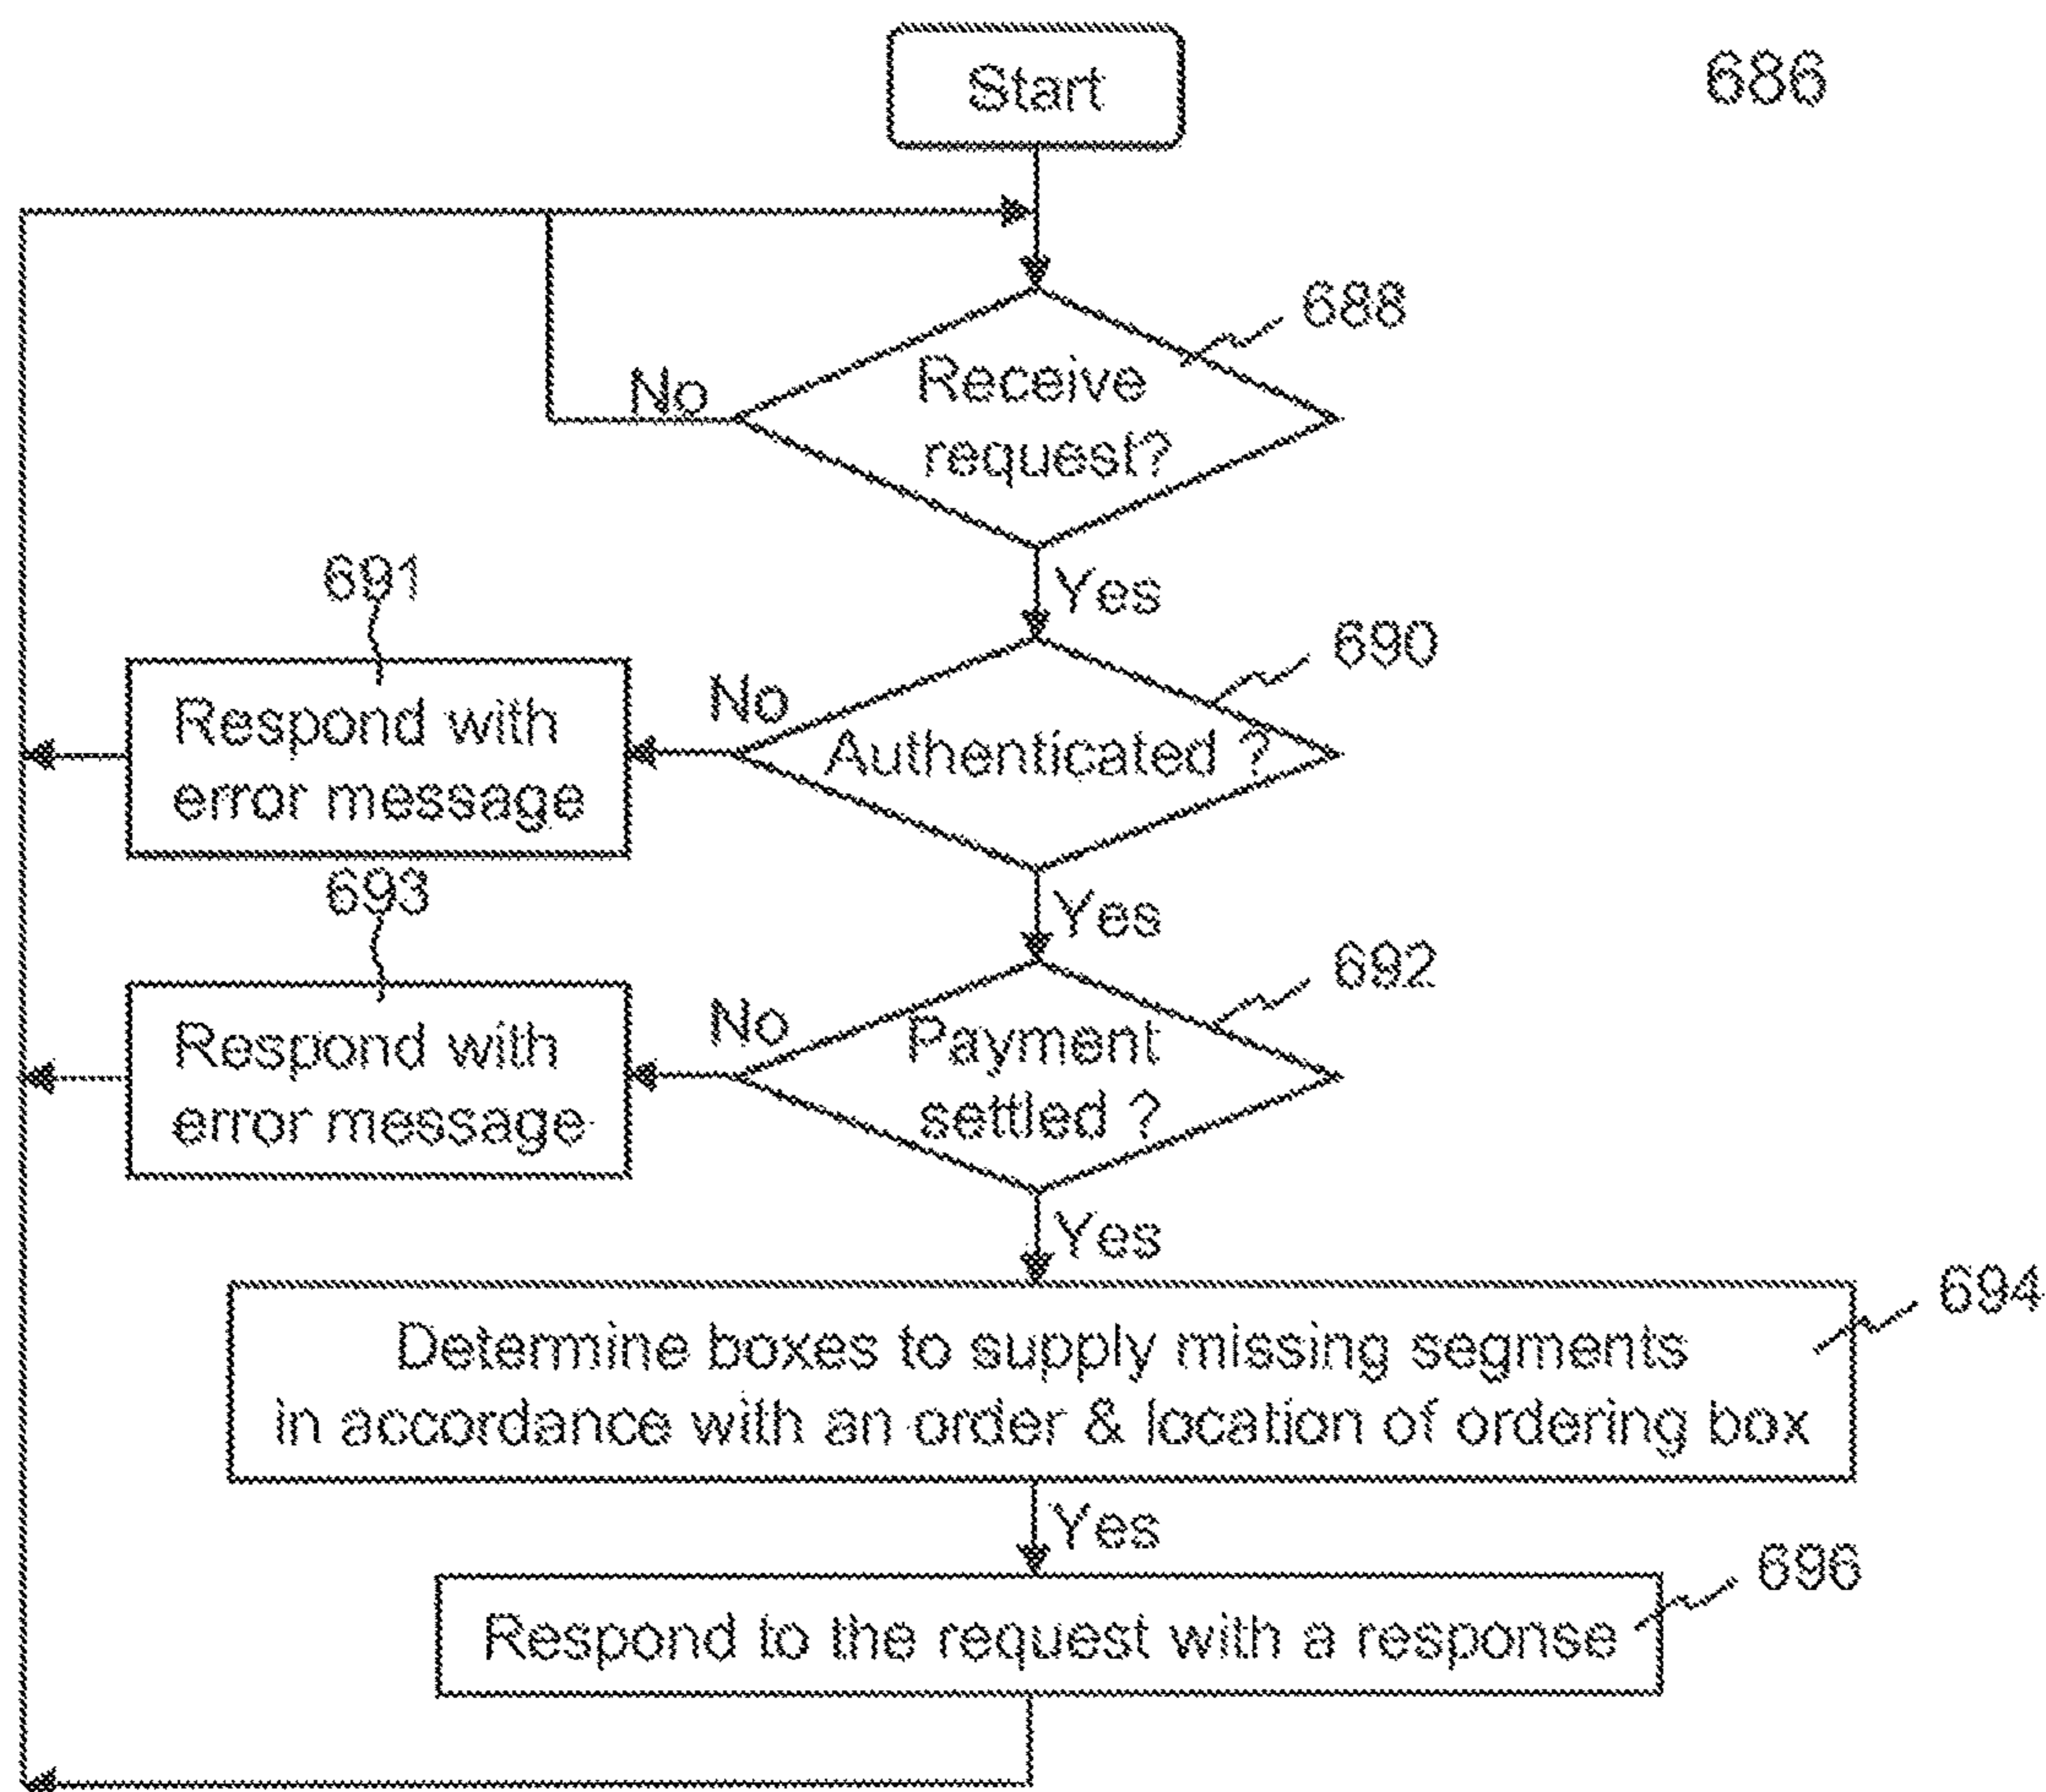 Start
686
688
Receive
request?
No
Yes
691
690
Respond with
error message
No
Authenticated ?
Yes
693
692
Respond with
error message
No
Payment
settled ?
Yes
694
Determine boxes to supply missing segments
in accordance with an order & location of ordering box
Yes
696
Respond to the request with a response